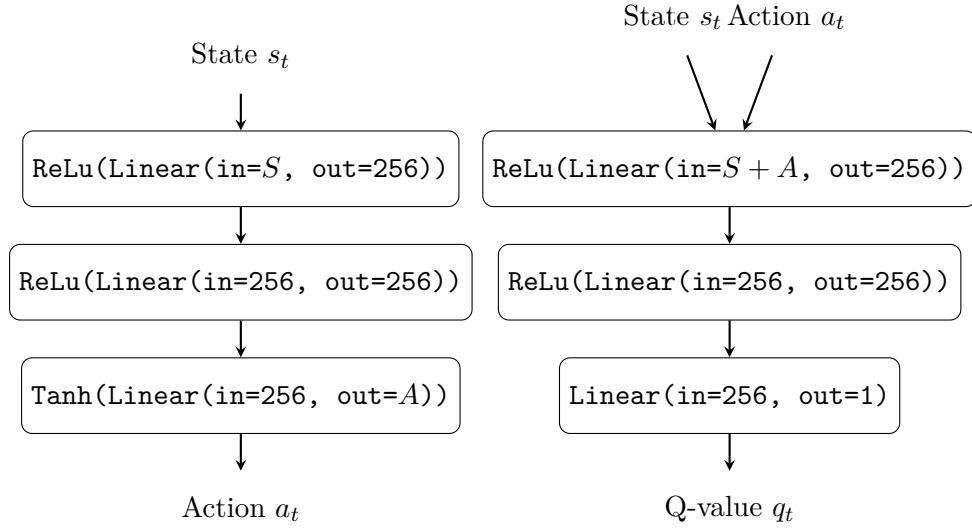 State $s_t$
ReLu(Linear(in=$S$, out=256))
ReLu(Linear(in=256, out=256))
Tanh(Linear(in=256, out=$A$))
Action $a_t$
State $s_t$ Action $a_t$
ReLu(Linear(in=$S + A$, out=256))
ReLu(Linear(in=256, out=256))
Linear(in=256, out=1)
Q-value $q_t$